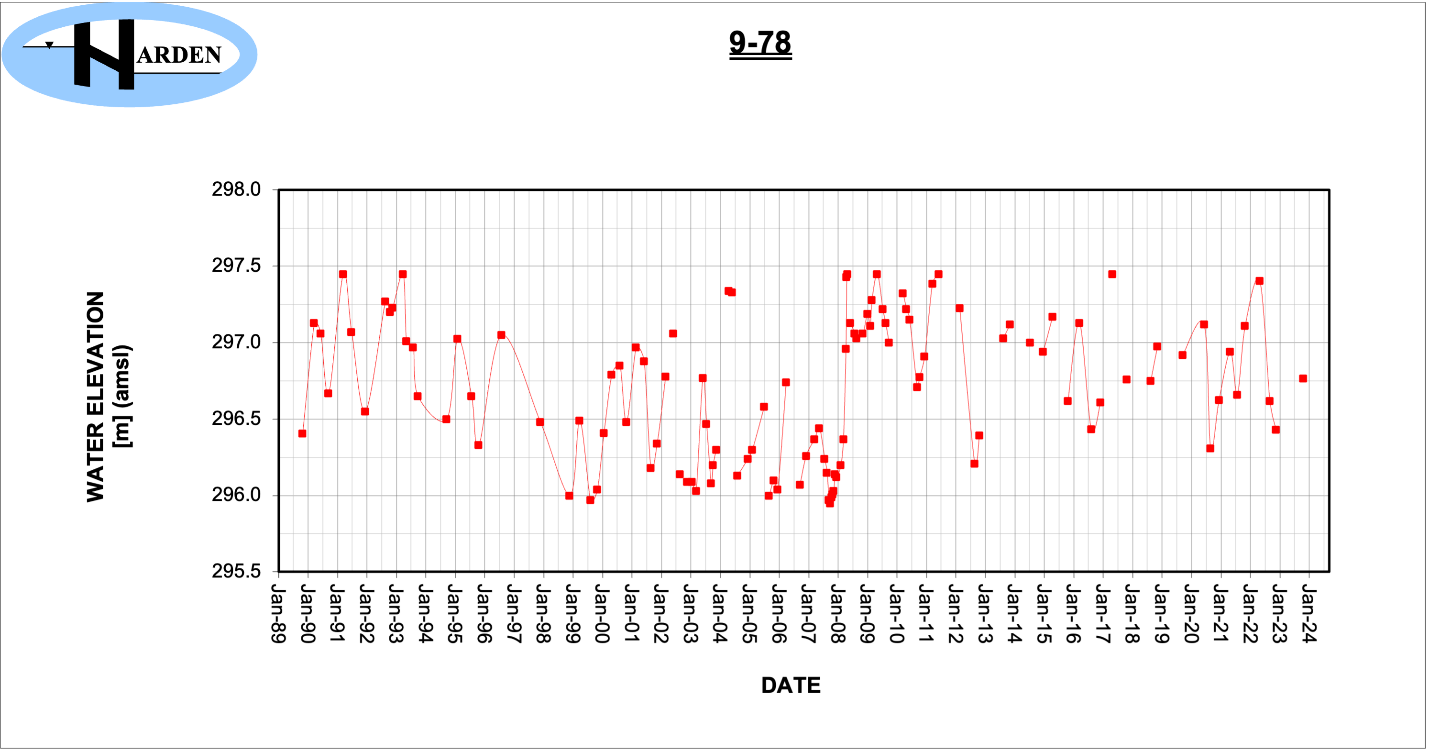 HARDEN
9-78
298.0
297.5
297.0
296.5
296.0
295.5
WATER ELEVATION
[m] (amsl)
Jan-89
Jan-90
Jan-91
Jan-92
Jan-93
Jan-94
Jan-95
Jan-96
Jan-97
Jan-98
Jan-99
Jan-00
Jan-01
Jan-02
Jan-03
Jan-04
Jan-05
Jan-06
Jan-07
Jan-08
Jan-09
Jan-10
Jan-11
Jan-12
Jan-13
Jan-14
Jan-15
Jan-16
Jan-17
Jan-18
Jan-19
Jan-20
Jan-21
Jan-22
Jan-23
Jan-24
DATE